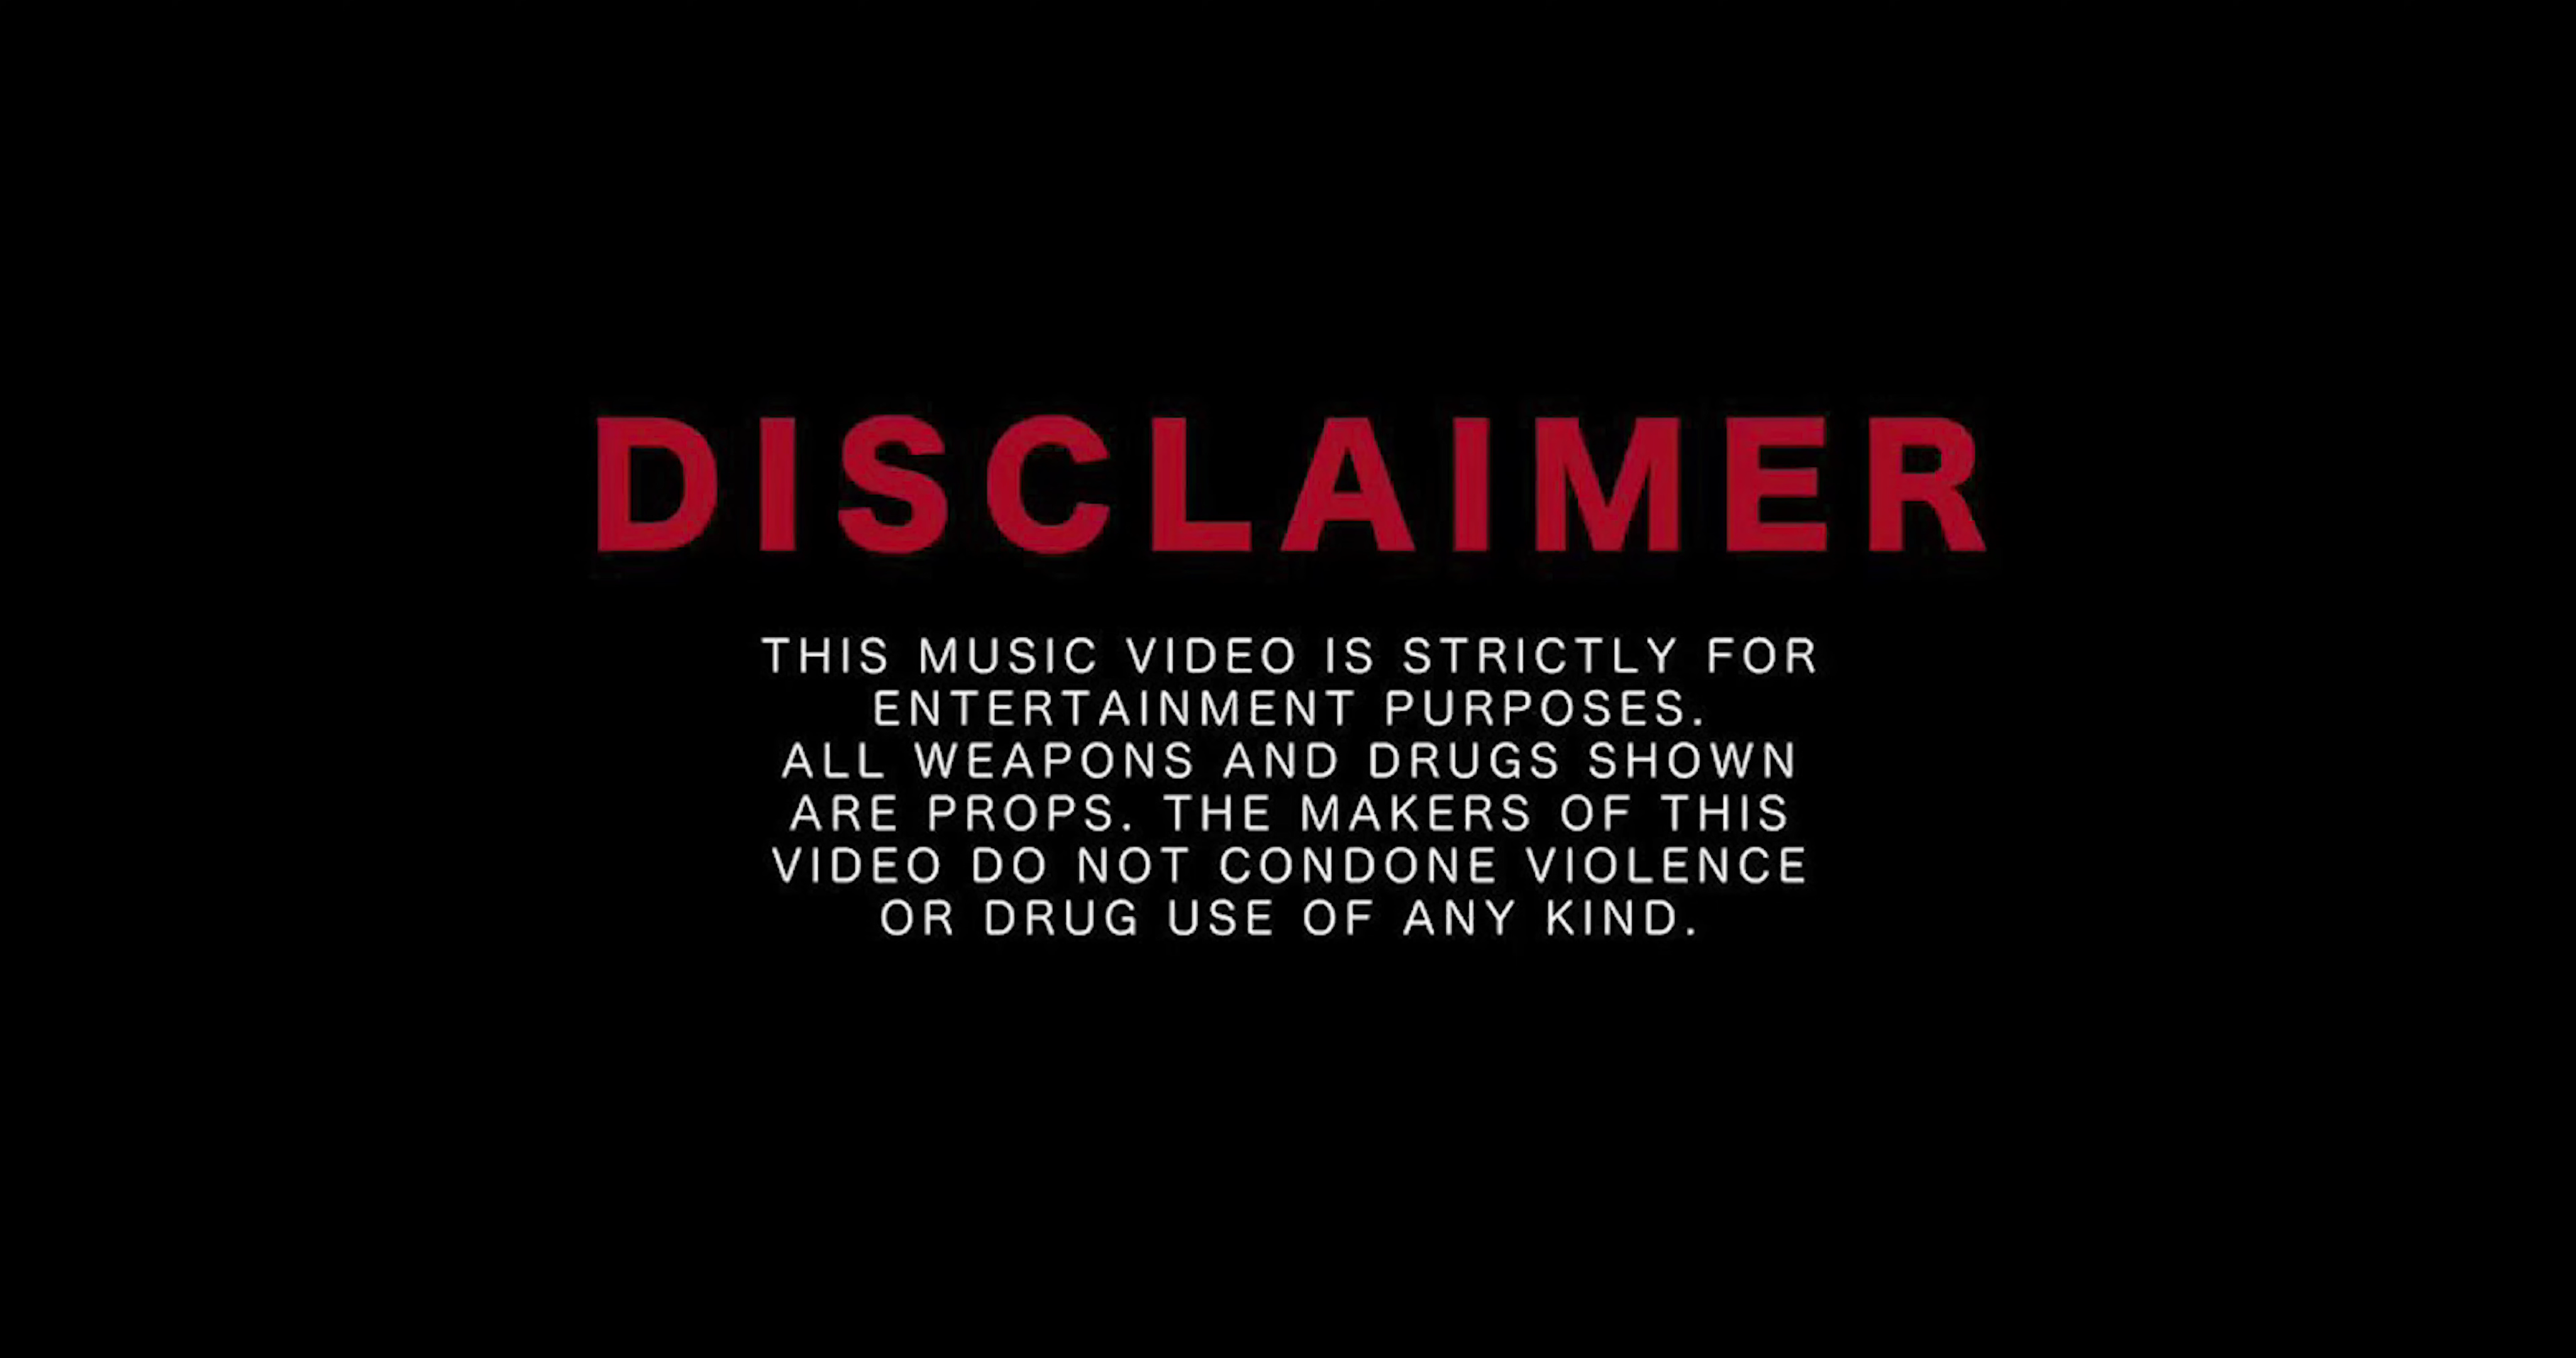 DISCLAIMER
THIS MUSIC VIDEO IS STRICTLY FOR
ENTERTAINMENT PURPOSES.
ALL WEAPONS AND DRUGS SHOWN
ARE PROPS. THE MAKERS OF THIS
VIDEO DO NOT CONDONE VIOLENCE
OR DRUG USE OF ANY KIND.